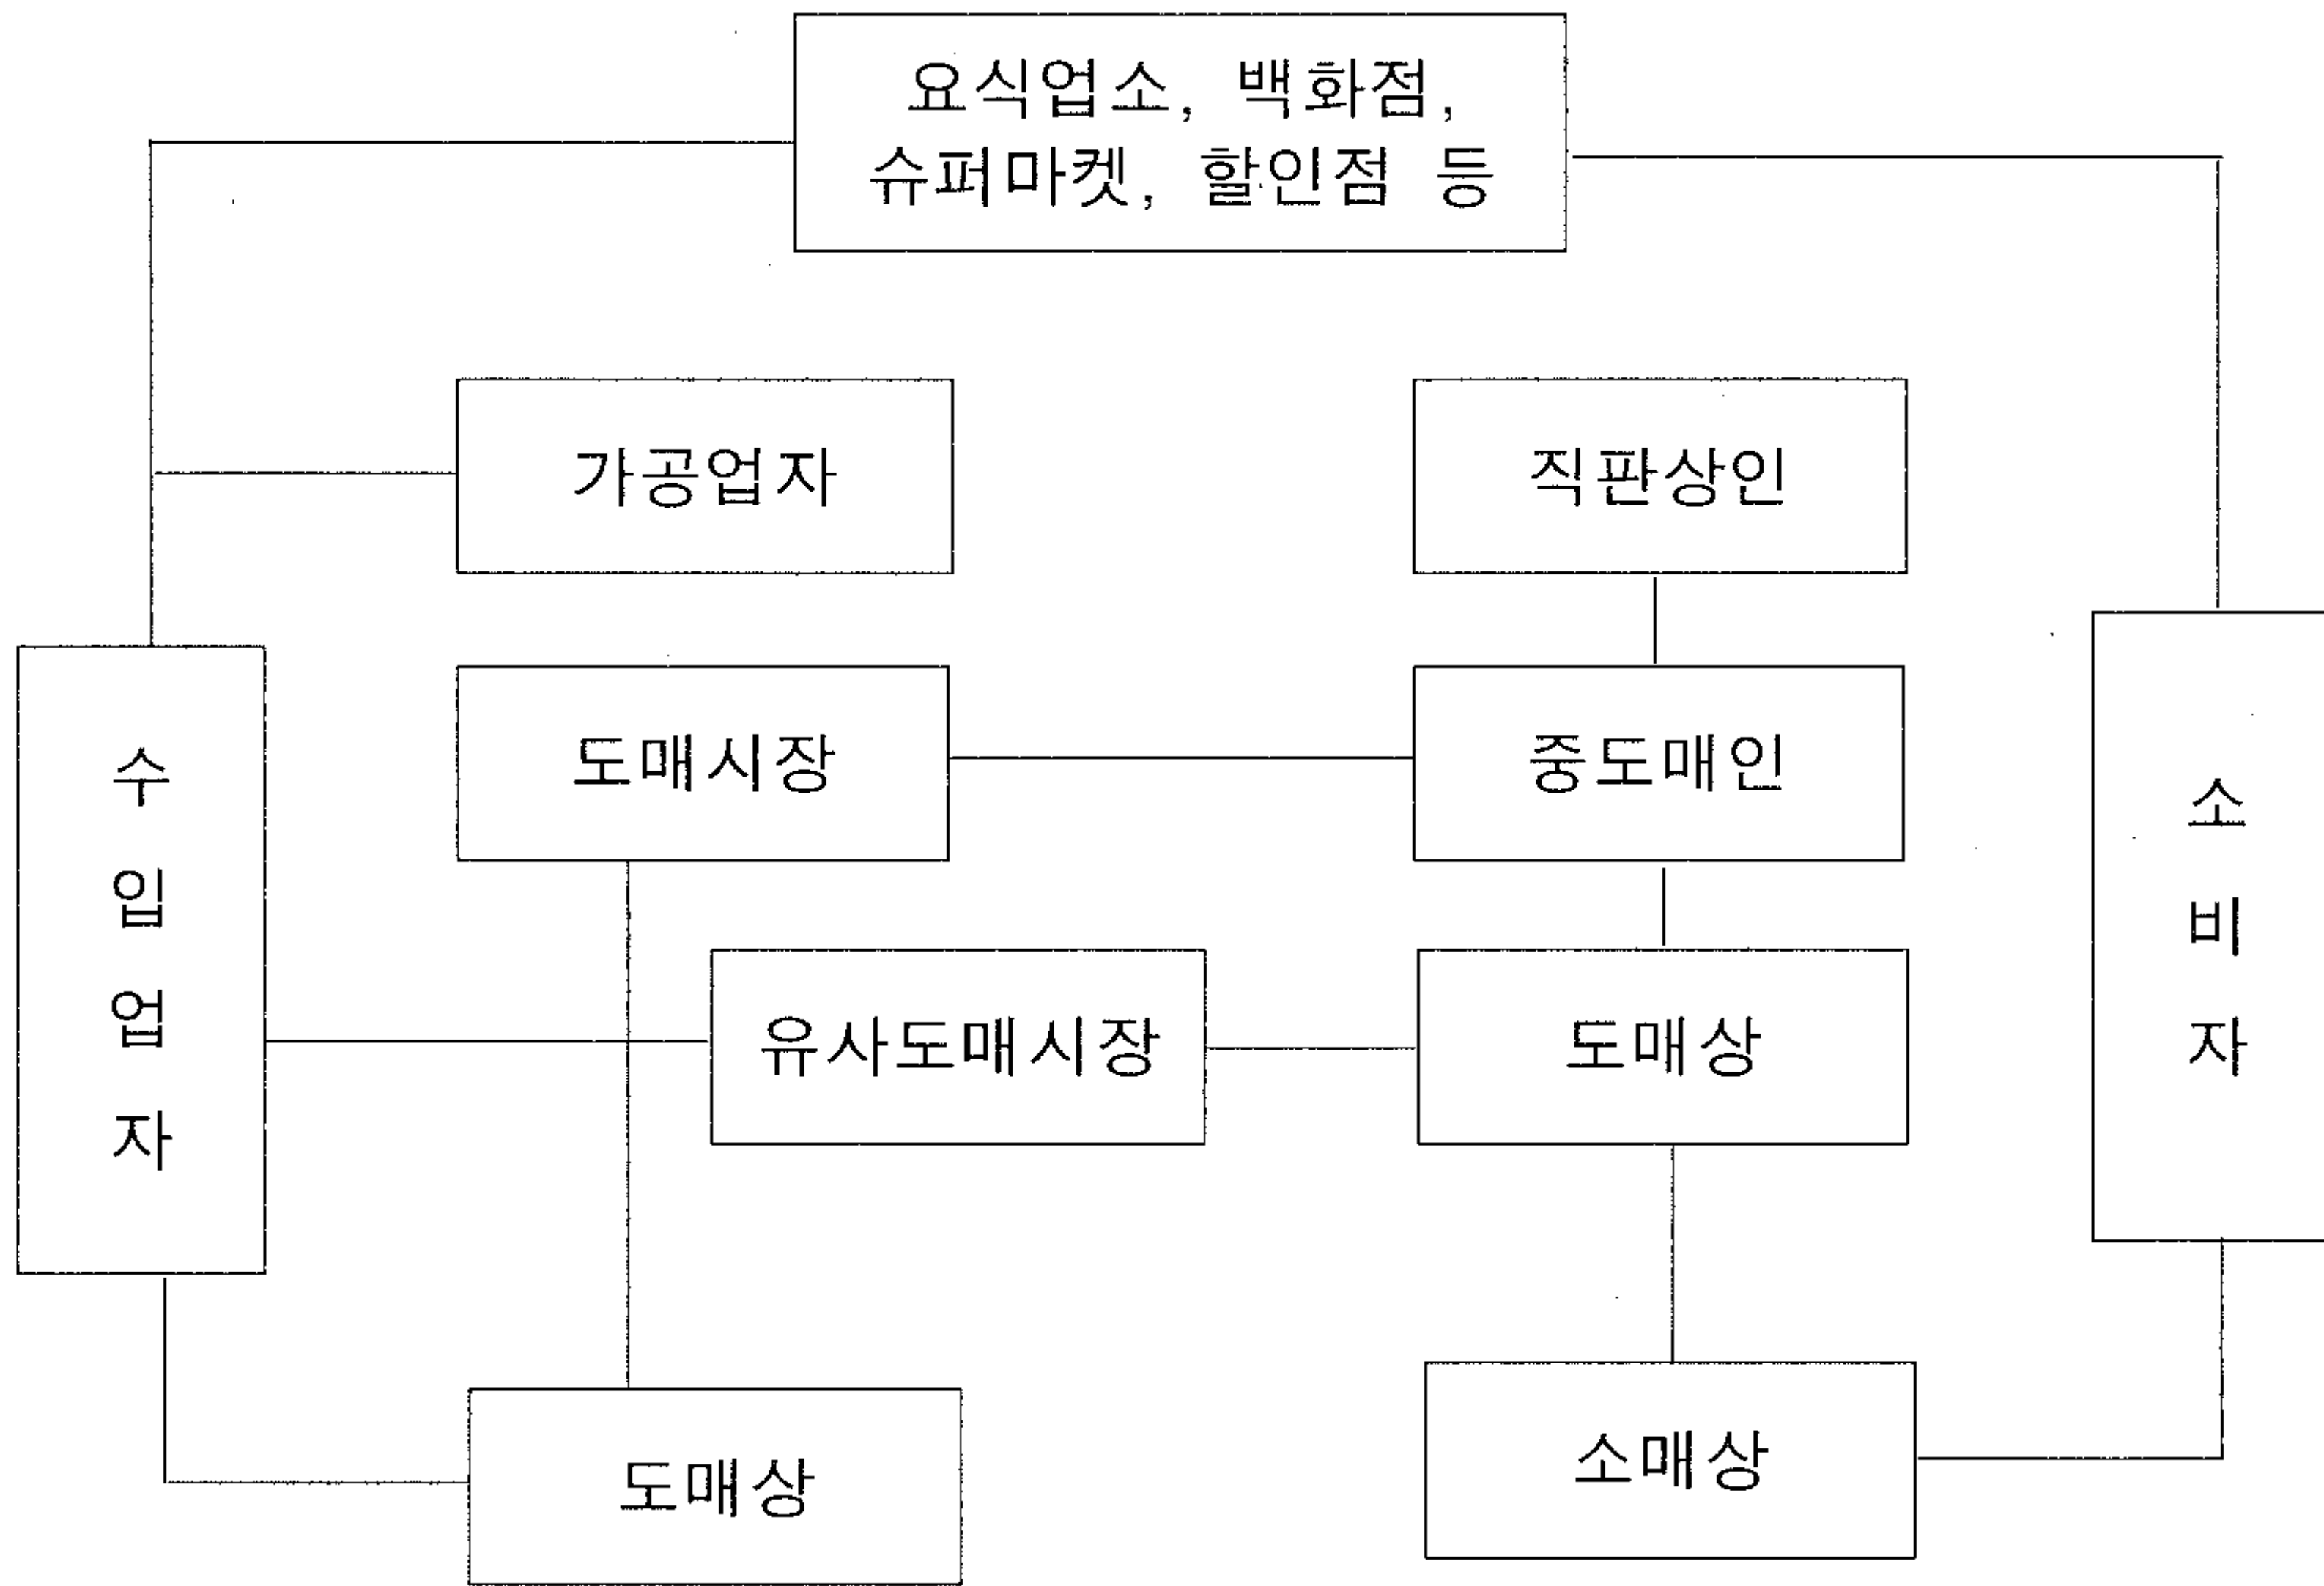 요식업소, 백화점,
슈퍼마켓, 할인점 등
가공업자
직판상인
수입업자
도매시장
중도매인
소비자
유사도매시장
도매상
도매상
소매상